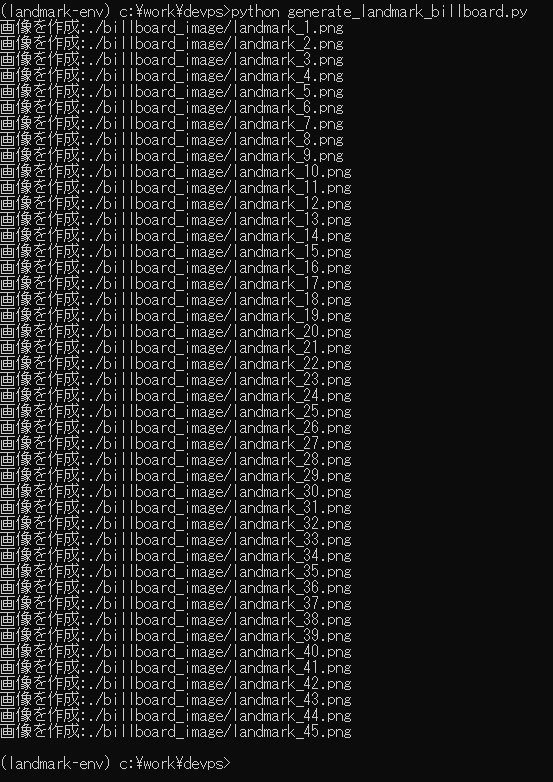 (landmark-env) c:¥work¥devps>python generate_landmark_billboard.py
画像を作成:./billboard_image/landmark_1.png
画像を作成:./billboard_image/landmark_2.png
画像を作成:./billboard_image/landmark_3.png
画像を作成:./billboard_image/landmark_4.png
画像を作成:./billboard_image/landmark_5.png
画像を作成:./billboard_image/landmark_6.png
画像を作成:./billboard_image/landmark_7.png
画像を作成:./billboard_image/landmark_8.png
画像を作成:./billboard_image/landmark_9.png
画像を作成:./billboard_image/landmark_10.png
画像を作成:./billboard_image/landmark_11.png
画像を作成:./billboard_image/landmark_12.png
画像を作成:./billboard_image/landmark_13.png
画像を作成:./billboard_image/landmark_14.png
画像を作成:./billboard_image/landmark_15.png
画像を作成:./billboard_image/landmark_16.png
画像を作成:./billboard_image/landmark_17.png
画像を作成:./billboard_image/landmark_18.png
画像を作成:./billboard_image/landmark_19.png
画像を作成:./billboard_image/landmark_20.png
画像を作成:./billboard_image/landmark_21.png
画像を作成:./billboard_image/landmark_22.png
画像を作成:./billboard_image/landmark_23.png
画像を作成:./billboard_image/landmark_24.png
画像を作成:./billboard_image/landmark_25.png
画像を作成:./billboard_image/landmark_26.png
画像を作成:./billboard_image/landmark_27.png
画像を作成:./billboard_image/landmark_28.png
画像を作成:./billboard_image/landmark_29.png
画像を作成:./billboard_image/landmark_30.png
画像を作成:./billboard_image/landmark_31.png
画像を作成:./billboard_image/landmark_32.png
画像を作成:./billboard_image/landmark_33.png
画像を作成:./billboard_image/landmark_34.png
画像を作成:./billboard_image/landmark_35.png
画像を作成:./billboard_image/landmark_36.png
画像を作成:./billboard_image/landmark_37.png
画像を作成:./billboard_image/landmark_38.png
画像を作成:./billboard_image/landmark_39.png
画像を作成:./billboard_image/landmark_40.png
画像を作成:./billboard_image/landmark_41.png
画像を作成:./billboard_image/landmark_42.png
画像を作成:./billboard_image/landmark_43.png
画像を作成:./billboard_image/landmark_44.png
画像を作成:./billboard_image/landmark_45.png
(landmark-env) c:¥work¥devps>